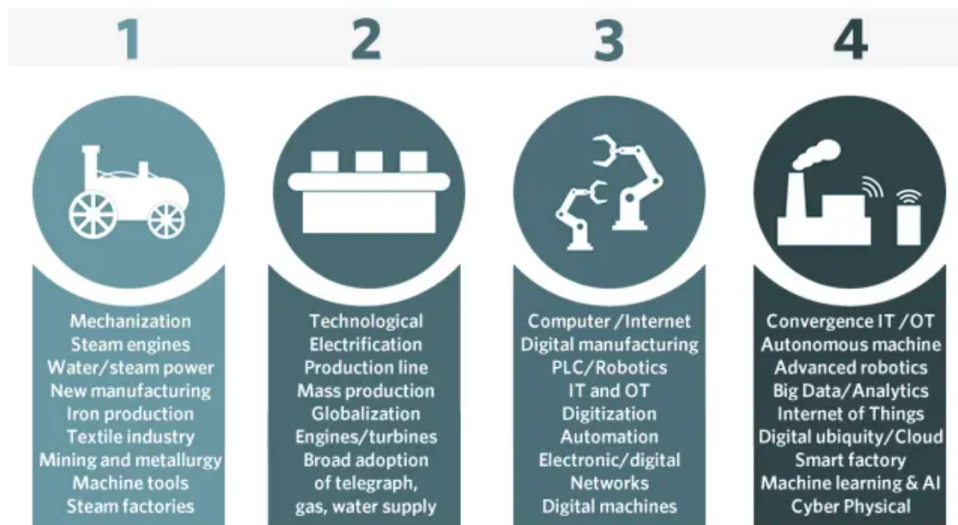 1
2
3
4
Mechanization
Steam engines
Water/steam power
New manufacturing
Iron production
Textile industry
Mining and metallurgy
Machine tools
Steam factories
Technological
Electrification
Production line
Mass production
Globalization
Engines/turbines
Broad adoption
of telegraph,
gas, water supply
Computer /Internet
Digital manufacturing
PLC/Robotics
IT and OT
Digitization
Automation
Electronic/digital
Networks
Digital machines
Convergence IT /OT
Autonomous machine
Advanced robotics
Big Data/Analytics
Internet of Things
Digital ubiquity/Cloud
Smart factory
Machine learning & AI
Cyber Physical